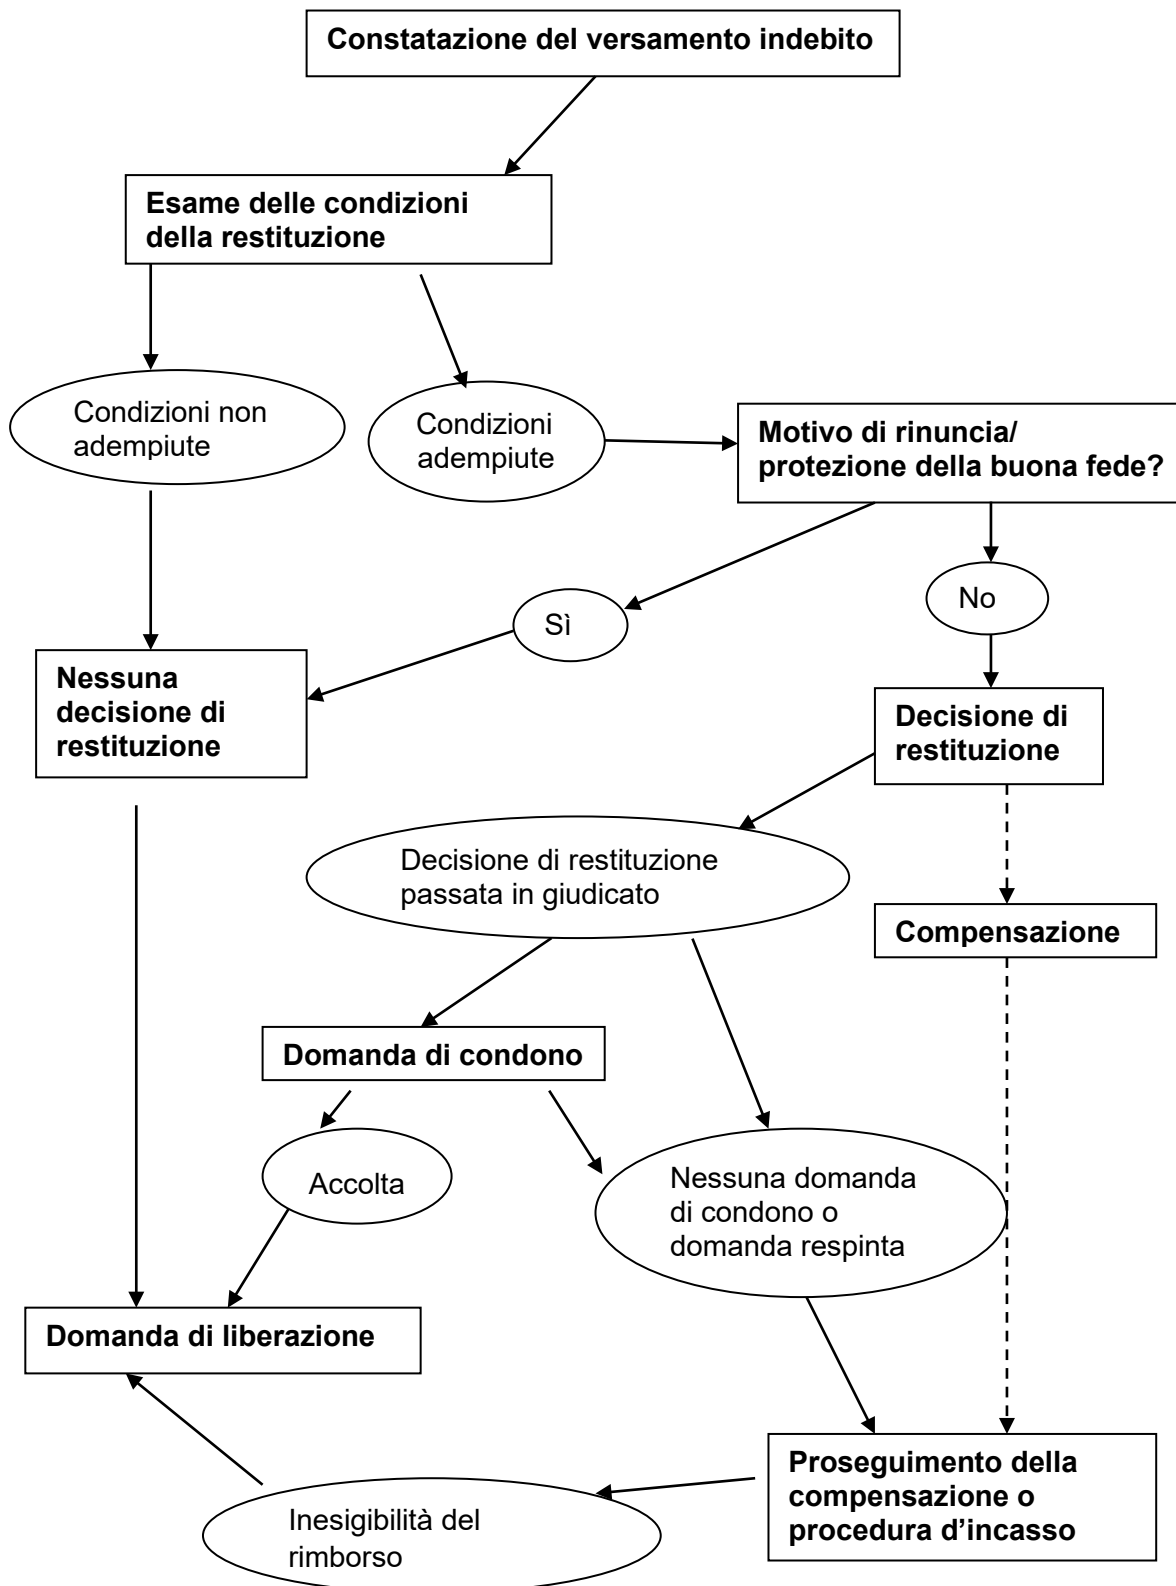 Constatazione del versamento indebito
Esame delle condizioni
della restituzione
Condizioni non
adempiute
Condizioni
adempiute
Motivo di rinuncia/
protezione della buona fede?
Sì
No
Nessuna
decisione di
restituzione
Decisione di
restituzione
Decisione di restituzione
passata in giudicato
Compensazione
Domanda di condono
Accolta
Nessuna domanda
di condono o
domanda respinta
Domanda di liberazione
Proseguimento della
compensazione o
procedura d’incasso
Inesigibilità del
rimborso